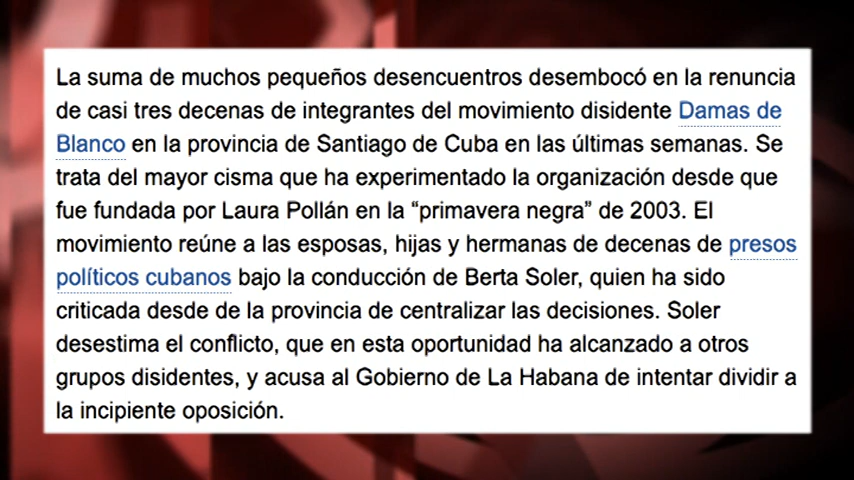 La suma de muchos pequeños desencuentros desembocó en la renuncia
de casi tres decenas de integrantes del movimiento disidente Damas de
Blanco en la provincia de Santiago de Cuba en las últimas semanas. Se
trata del mayor cisma que ha experimentado la organización desde que
fue fundada por Laura Pollán en la “primavera negra” de 2003. El
movimiento reúne a las esposas, hijas y hermanas de decenas de presos
políticos cubanos bajo la conducción de Berta Soler, quien ha sido
criticada desde de la provincia de centralizar las decisiones. Soler
desestima el conflicto, que en esta oportunidad ha alcanzado a otros
grupos disidentes, y acusa al Gobierno de La Habana de intentar dividir a
la incipiente oposición.